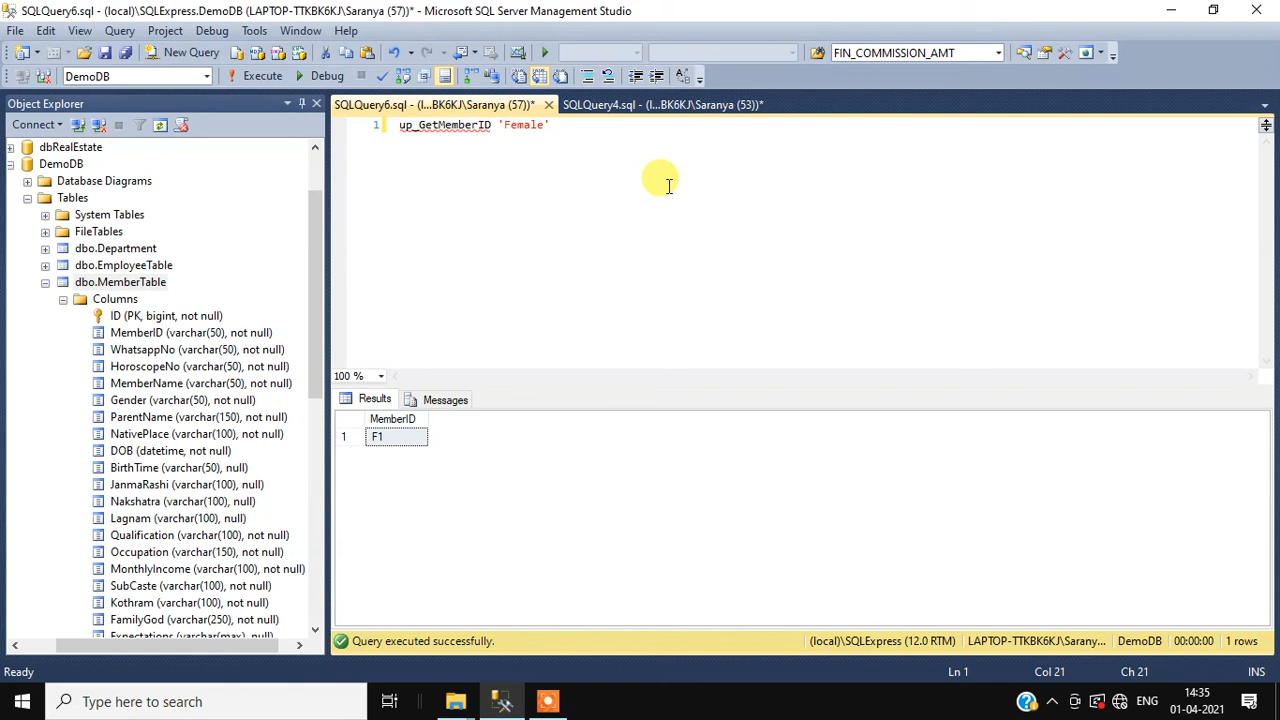 SQLQuery6.sql - (local)\SQLExpress.DemoDB (LAPTOP-TTKBK6KJ\Saranya (57))* - Microsoft SQL Server Management Studio
File Edit View Query Project Debug Tools Window Help
New Query FIN_COMMISSION_AMT
DemoDB Execute Debug
Object Explorer
SQLQuery6.sql - (l...BK6KJ\Saranya (57))* SQLQuery4.sql - (l...BK6KJ\Saranya (53))*
Connect
1 up_GetMemberID 'Female'
dbRealEstate
DemoDB
Database Diagrams
Tables
System Tables
FileTables
dbo.Department
dbo.EmployeeTable
dbo.MemberTable
Columns
ID (PK, bigint, not null)
MemberID (varchar(50), not null)
WhatsappNo (varchar(50), not null)
HoroscopeNo (varchar(50), not null)
MemberName (varchar(50), not null)
Gender (varchar(50), not null)
ParentName (varchar(150), not null)
NativePlace (varchar(100), not null)
DOB (datetime, not null)
BirthTime (varchar(50), not null)
JanmaRashi (varchar(100), not null)
Nakshatra (varchar(100), not null)
Lagnam (varchar(100), null)
Qualification (varchar(100), not null)
Occupation (varchar(150), not null)
MonthlyIncome (varchar(100), not null)
SubCaste (varchar(100), not null)
Kothram (varchar(100), not null)
FamilyGod (varchar(250), not null)
Expectations (varchar(max), null)
100 %
Results Messages
MemberID
1 F1
Query executed successfully. (local)\SQLExpress (12.0 RTM) LAPTOP-TTKBK6KJ\Sarany... DemoDB 00:00:00 1 rows
Ready Ln 1 Col 21 Ch 21 INS
Type here to search ENG 14:35
01-04-2021